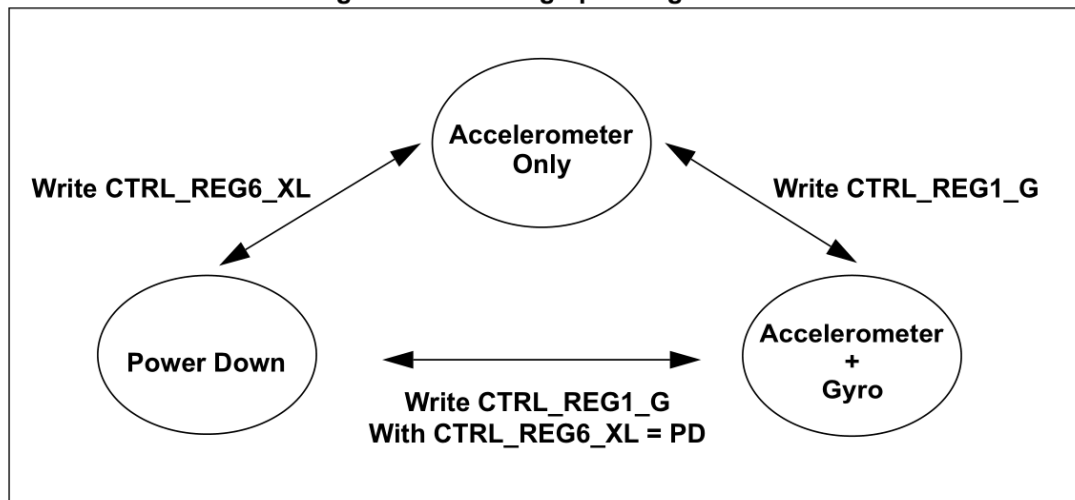 Accelerometer
Only
Write CTRL_REG6_XL
Write CTRL_REG1_G
Power Down
Accelerometer
+
Gyro
Write CTRL_REG1_G
With CTRL_REG6_XL = PD